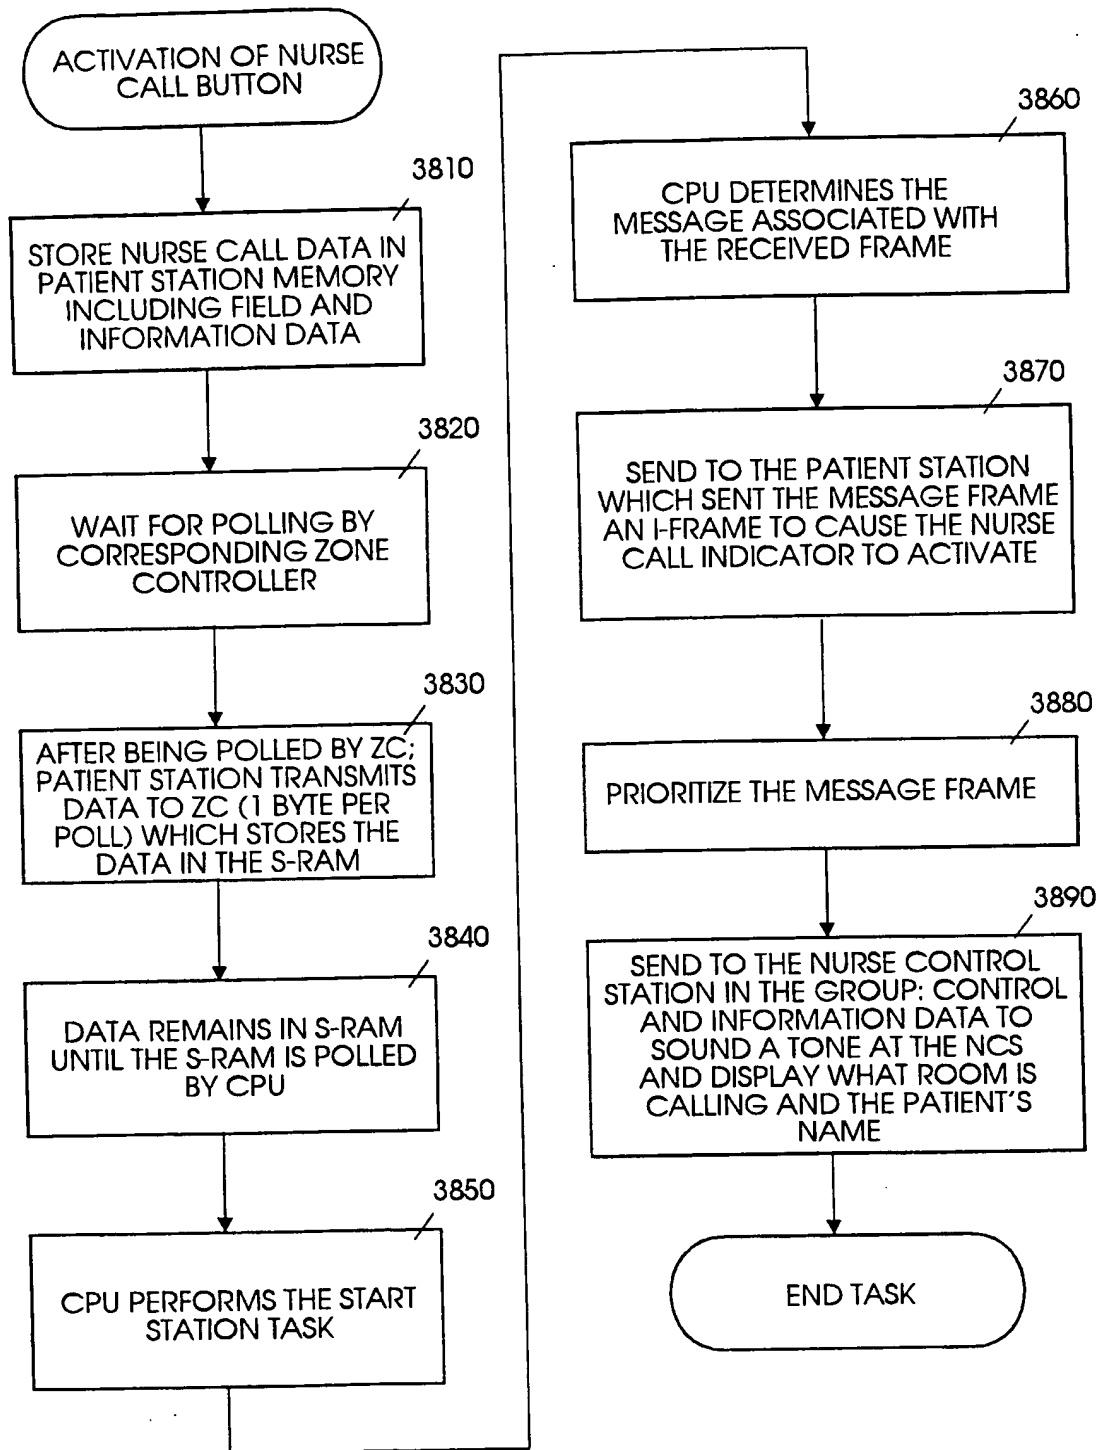 ACTIVATION OF NURSE
CALL BUTTON
3810
STORE NURSE CALL DATA IN
PATIENT STATION MEMORY
INCLUDING FIELD AND
INFORMATION DATA
3820
WAIT FOR POLLING BY
CORRESPONDING ZONE
CONTROLLER
3830
AFTER BEING POLLED BY ZC;
PATIENT STATION TRANSMITS
DATA TO ZC (1 BYTE PER
POLL) WHICH STORES THE
DATA IN THE S-RAM
3840
DATA REMAINS IN S-RAM
UNTIL THE S-RAM IS POLLED
BY CPU
3850
CPU PERFORMS THE START
STATION TASK
3860
CPU DETERMINES THE
MESSAGE ASSOCIATED WITH
THE RECEIVED FRAME
3870
SEND TO THE PATIENT STATION
WHICH SENT THE MESSAGE FRAME
AN I-FRAME TO CAUSE THE NURSE
CALL INDICATOR TO ACTIVATE
3880
PRIORITIZE THE MESSAGE FRAME
3890
SEND TO THE NURSE CONTROL
STATION IN THE GROUP: CONTROL
AND INFORMATION DATA TO
SOUND A TONE AT THE NCS
AND DISPLAY WHAT ROOM IS
CALLING AND THE PATIENT'S
NAME
END TASK